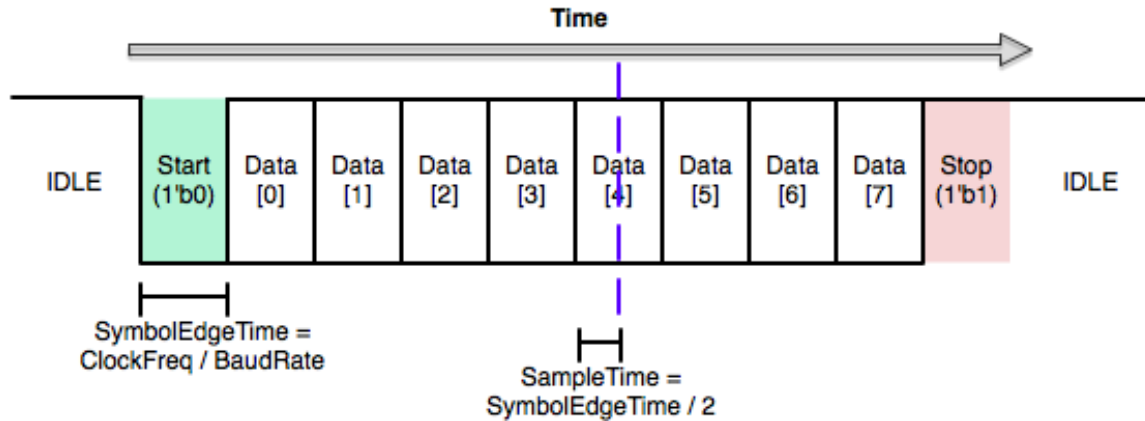 Time
IDLE
Start
(1'b0)
Data
[0]
Data
[1]
Data
[2]
Data
[3]
Data
[4]
Data
[5]
Data
[6]
Data
[7]
Stop
(1'b1)
IDLE
SymbolEdgeTime =
ClockFreq / BaudRate
SampleTime =
SymbolEdgeTime / 2